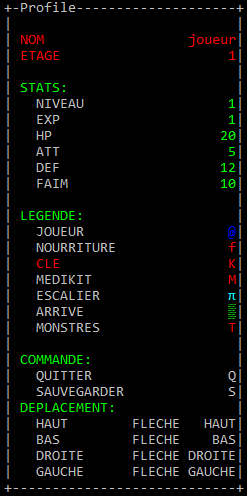 Profile
NOM joueur
ETAGE 1
STATS:
NIVEAU 1
EXP 1
HP 20
ATT 5
DEF 12
FAIM 10
LEGENDE:
JOUEUR @
NOURRITURE f
CLE K
MEDIKIT M
ESCALIER π
ARRIVE ▒
MONSTRES T
COMMANDE:
QUITTER Q
SAUVEGARDER S
DEPLACEMENT:
HAUT FLECHE HAUT
BAS FLECHE BAS
DROITE FLECHE DROITE
GAUCHE FLECHE GAUCHE